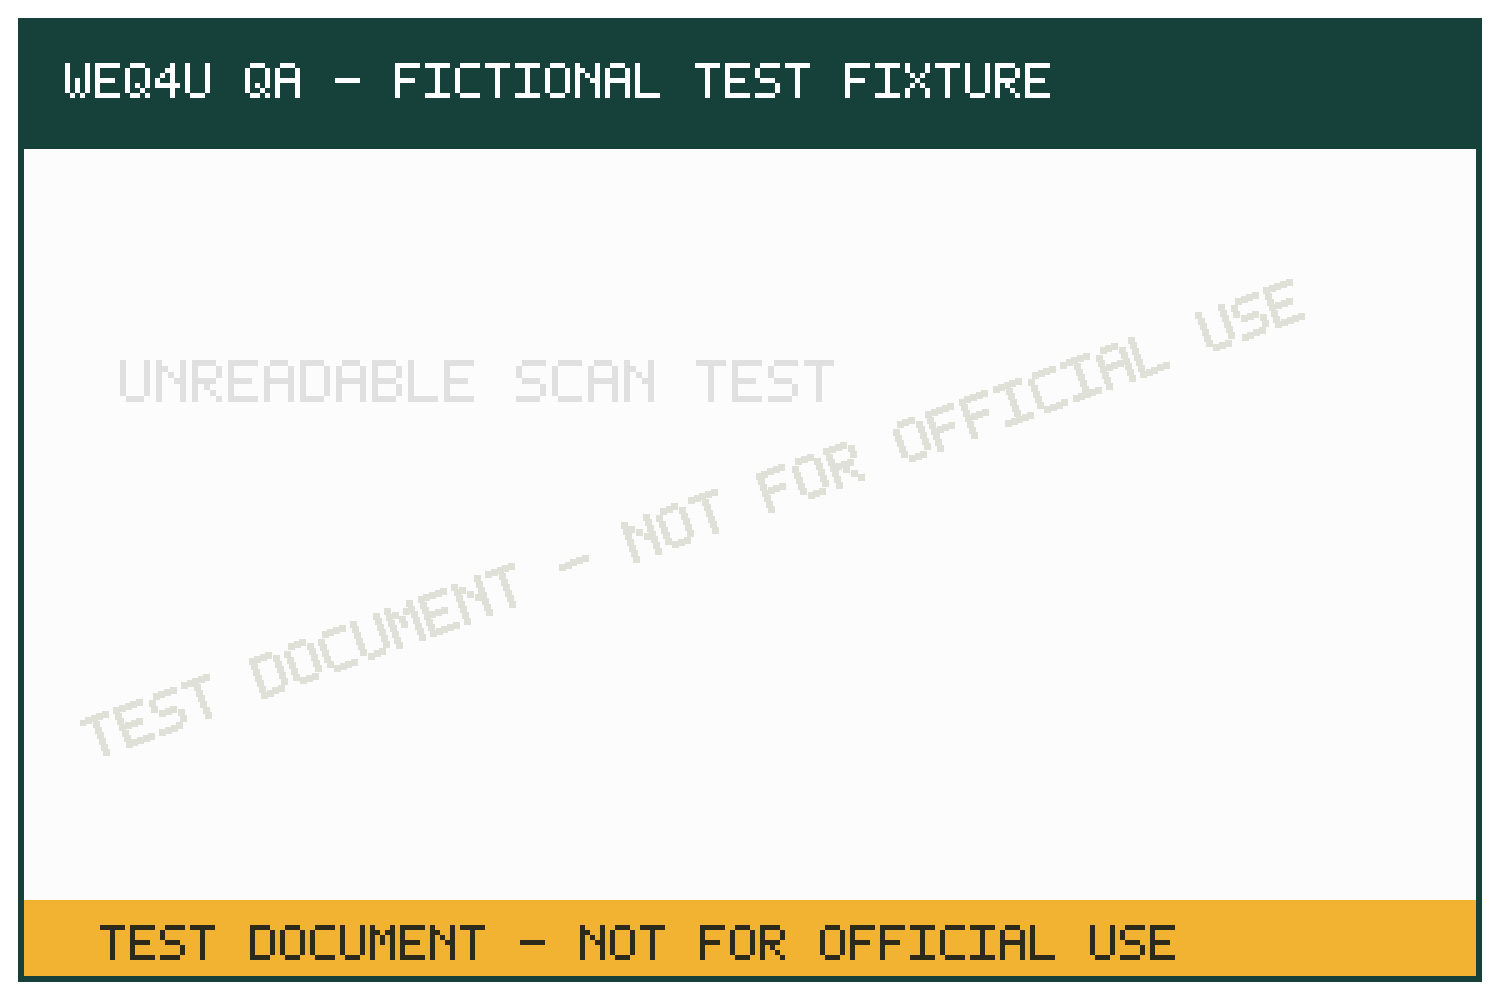 WEQ4U QA - FICTIONAL TEST FIXTURE
UNREADABLE SCAN TEST
TEST DOCUMENT - NOT FOR OFFICIAL USE
TEST DOCUMENT - NOT FOR OFFICIAL USE